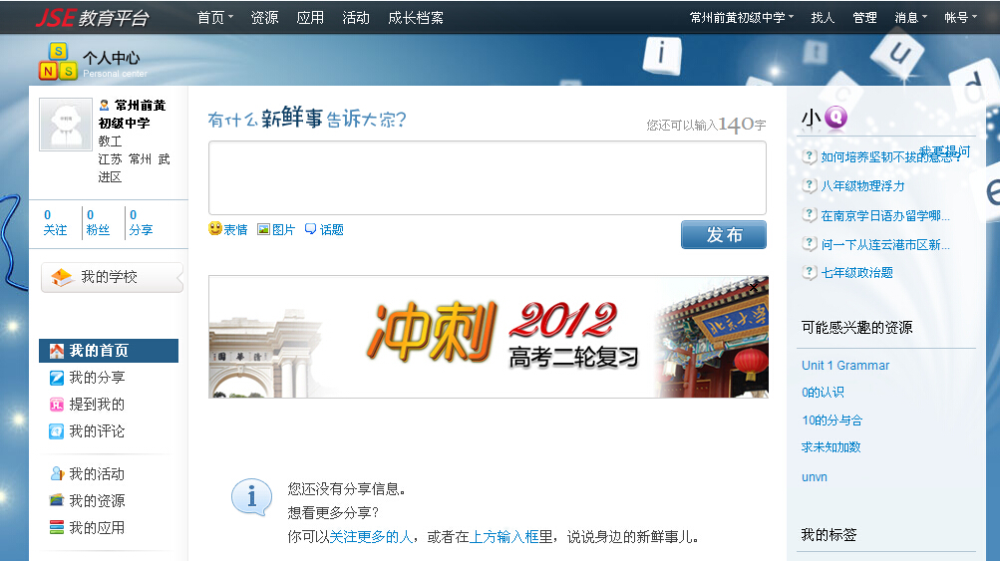 JSE教育平台
首页 资源 应用 活动 成长档案
常州前黄初级中学 找人 管理 消息 帐号
SNS
个人中心
Personal center
常州前黄
初级中学
教工
江苏 常州 武
进区
0 0 0
关注 粉丝 分享
我的学校
我的首页
我的分享
提到我的
我的评论
我的活动
我的资源
我的应用
有什么新鲜事告诉大家?
您还可以输入140字
表情 图片 话题
发布
冲刺 2012
高考二轮复习
北京大学
您还没有分享信息。
想看更多分享?
你可以关注更多的人，或者在上方输入框里，说说身边的新鲜事儿。
小Q
我要提问
如何培养坚韧不拔的意志?
八年级物理浮力
在南京学日语办留学哪...
问一下从连云港市区新...
七年级政治题
可能感兴趣的资源
Unit 1 Grammar
0的认识
10的分与合
求未知加数
unvn
我的标签